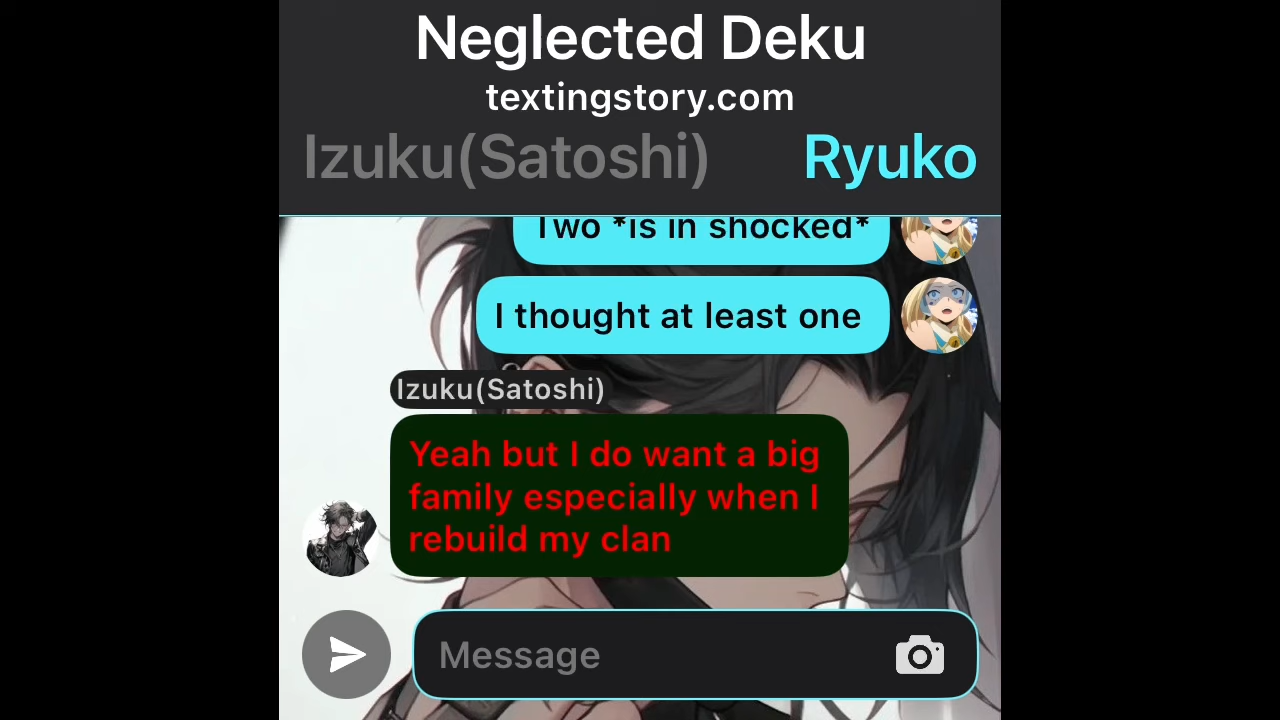 Neglected Deku
textingstory.com
Izuku(Satoshi) Ryuko
Two *is in shocked*
I thought at least one
Izuku(Satoshi)
Yeah but I do want a big
family especially when I
rebuild my clan
Message